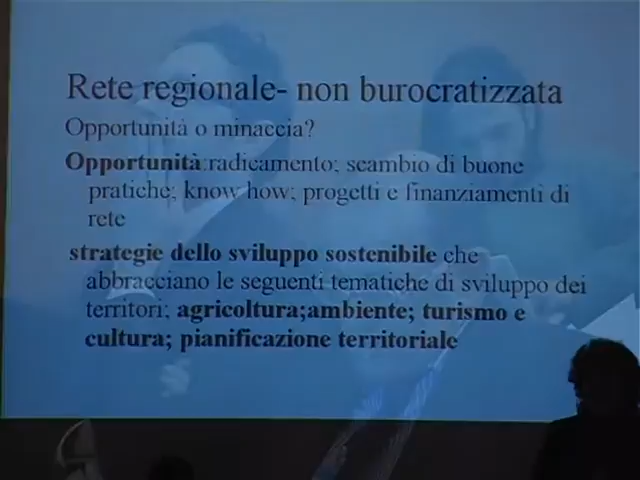 Rete regionale- non burocratizzata
Opportunità o minaccia?
Opportunità:radicamento; scambio di buone
pratiche; know how; progetti e finanziamenti di
rete
strategie dello sviluppo sostenibile che
abbracciano le seguenti tematiche di sviluppo dei
territori; agricoltura;ambiente; turismo e
cultura; pianificazione territoriale